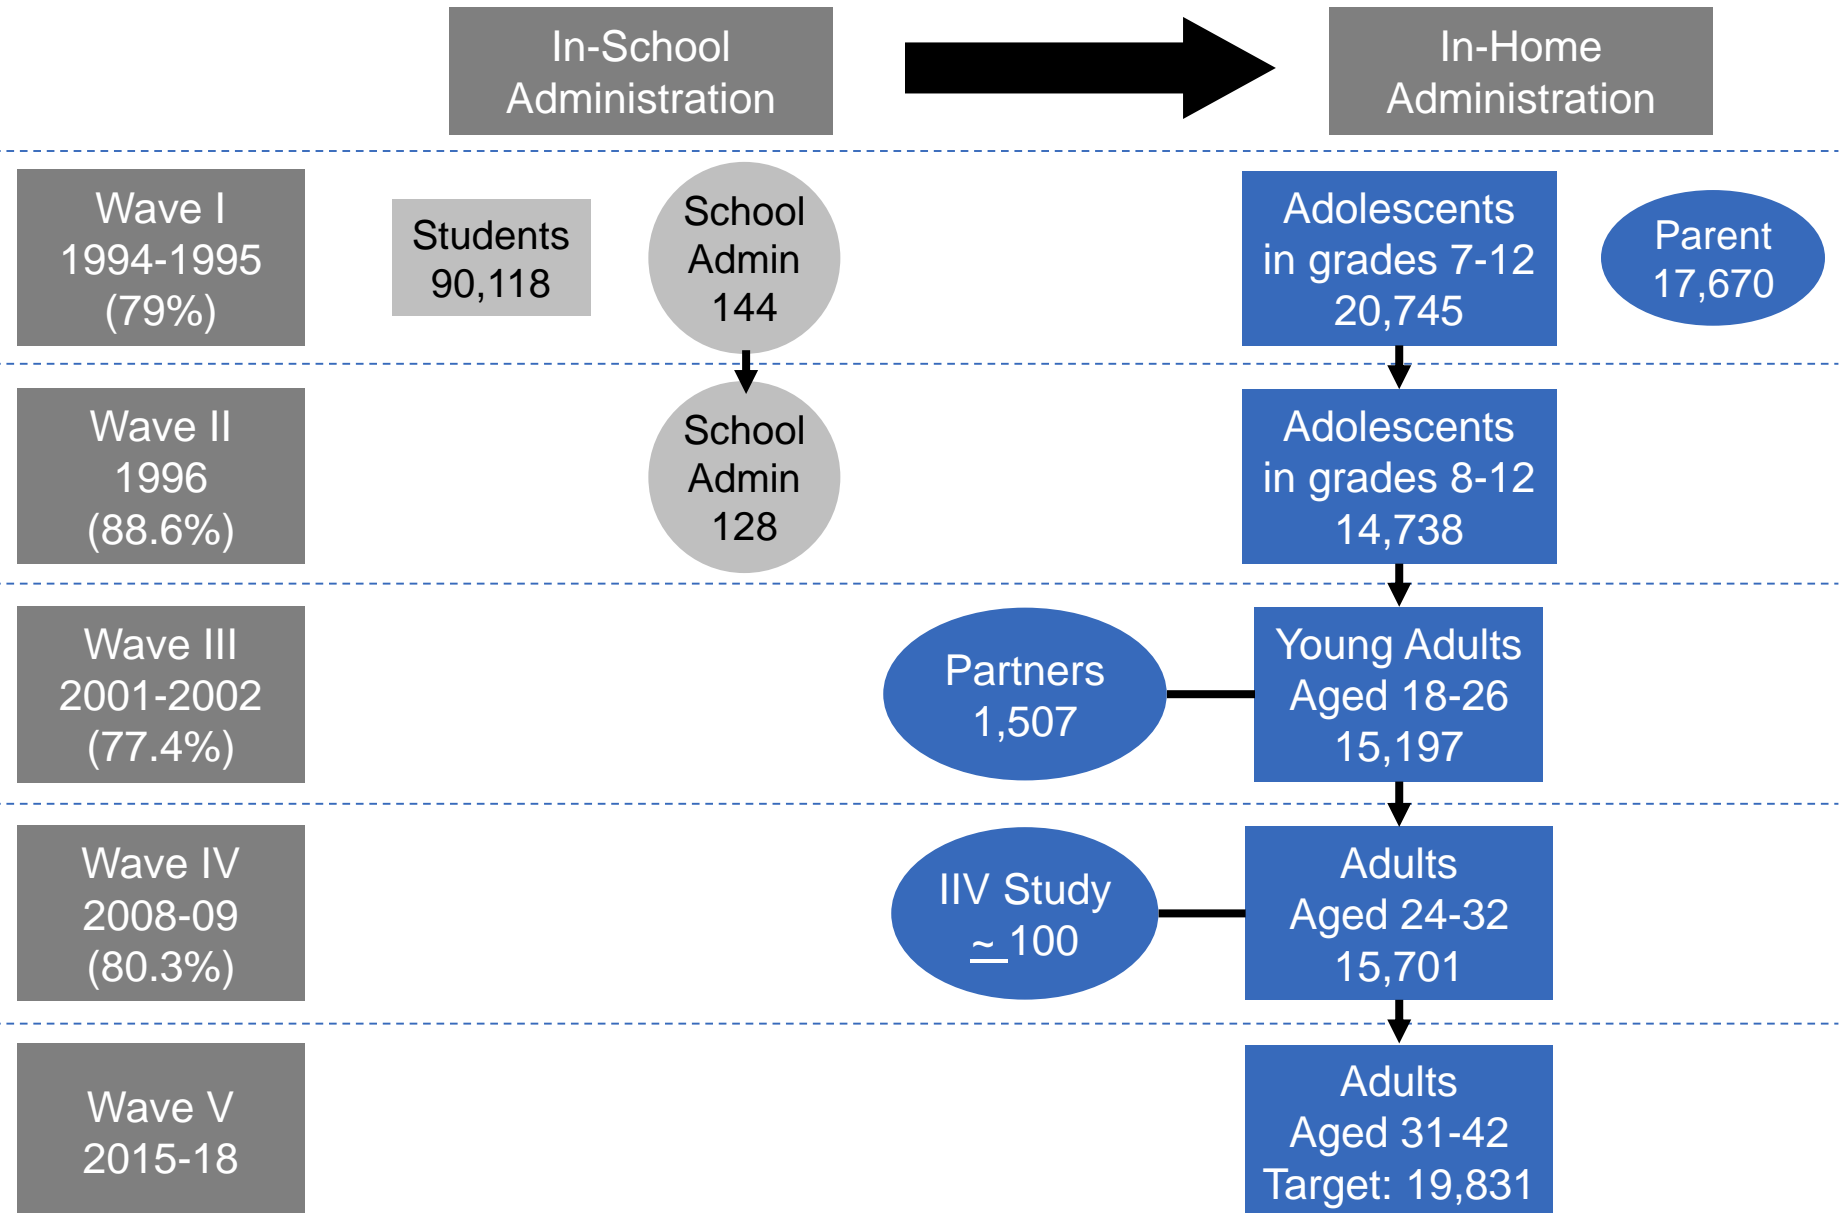 In-School
Administration
In-Home
Administration
Wave I
1994-1995
(79%)
Students
90,118
School
Admin
144
Adolescents
in grades 7-12
20,745
Parent
17,670
Wave II
1996
(88.6%)
School
Admin
128
Adolescents
in grades 8-12
14,738
Wave III
2001-2002
(77.4%)
Partners
1,507
Young Adults
Aged 18-26
15,197
Wave IV
2008-09
(80.3%)
IIV Study
~ 100
Adults
Aged 24-32
15,701
Wave V
2015-18
Adults
Aged 31-42
Target: 19,831